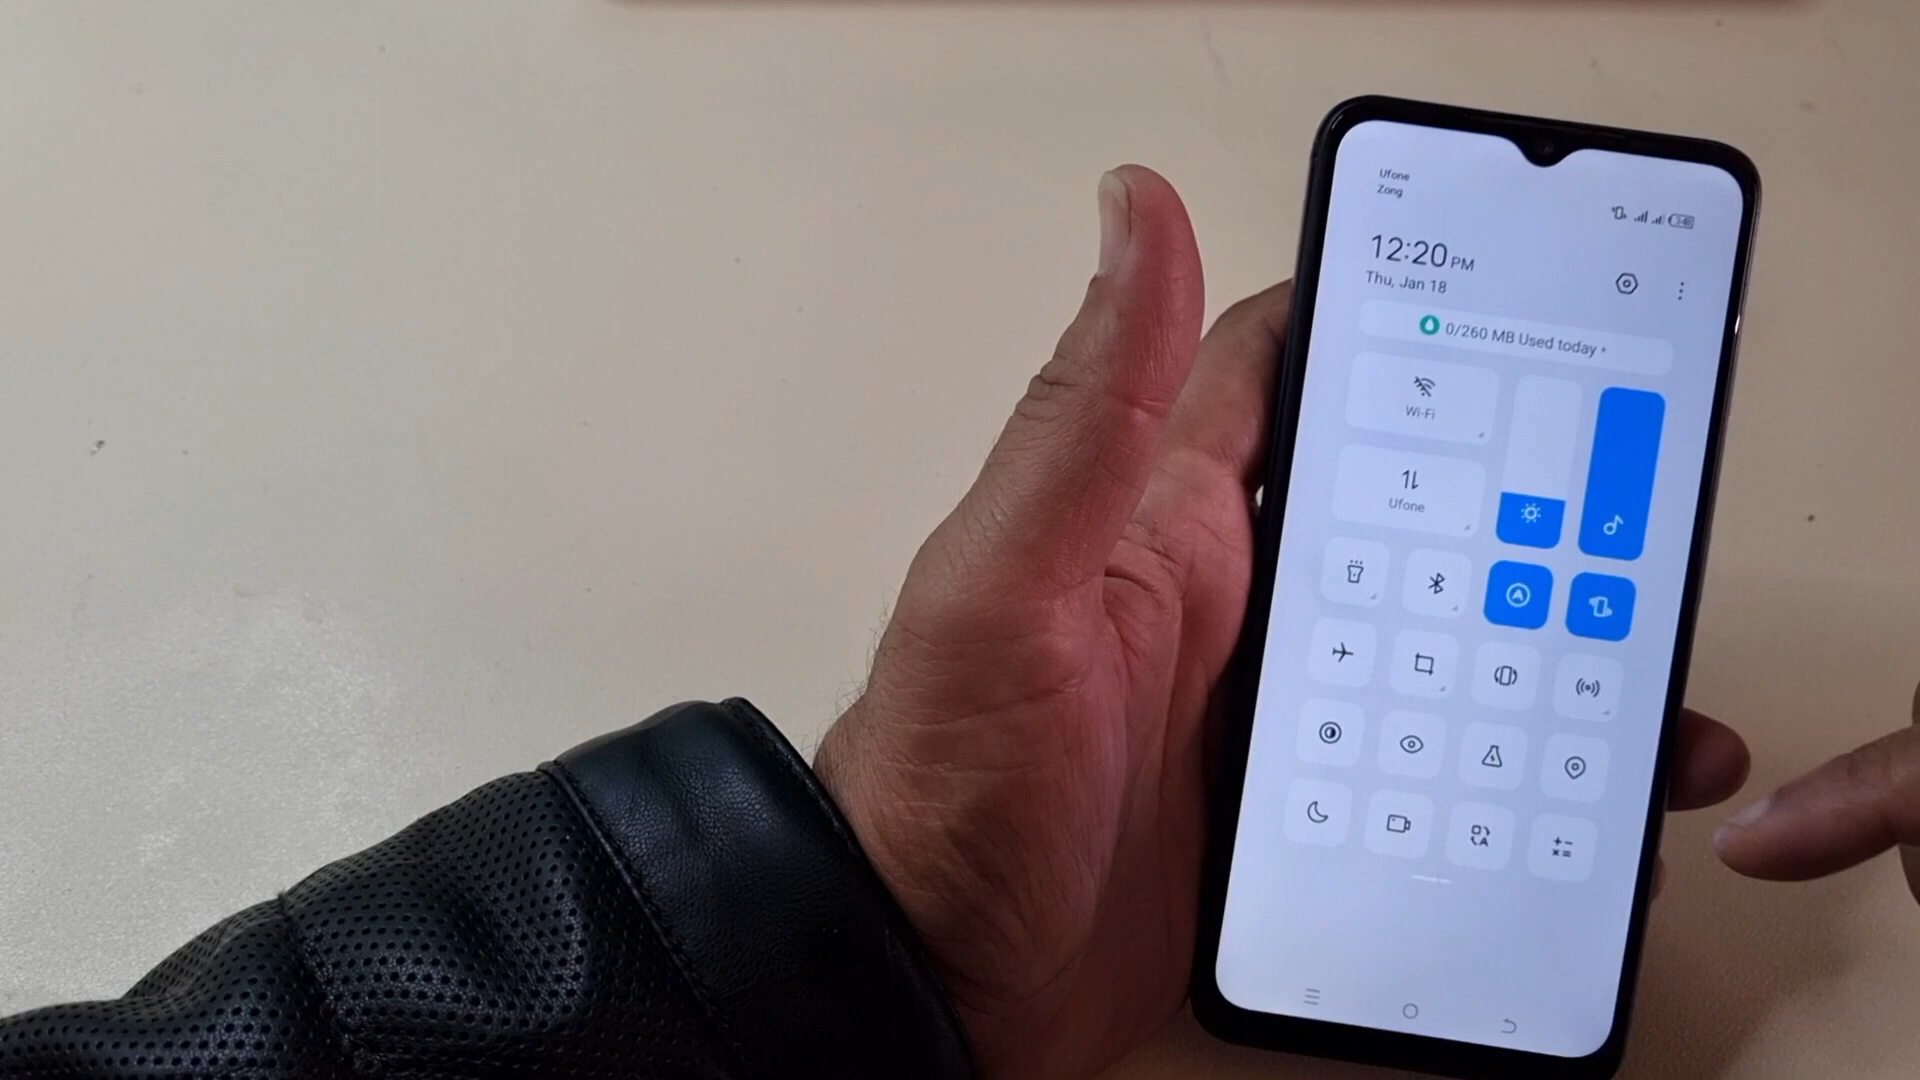 Ufone
Zong
12:20 PM
Thu, Jan 18
0/260 MB Used today
Wi-Fi
Ufone